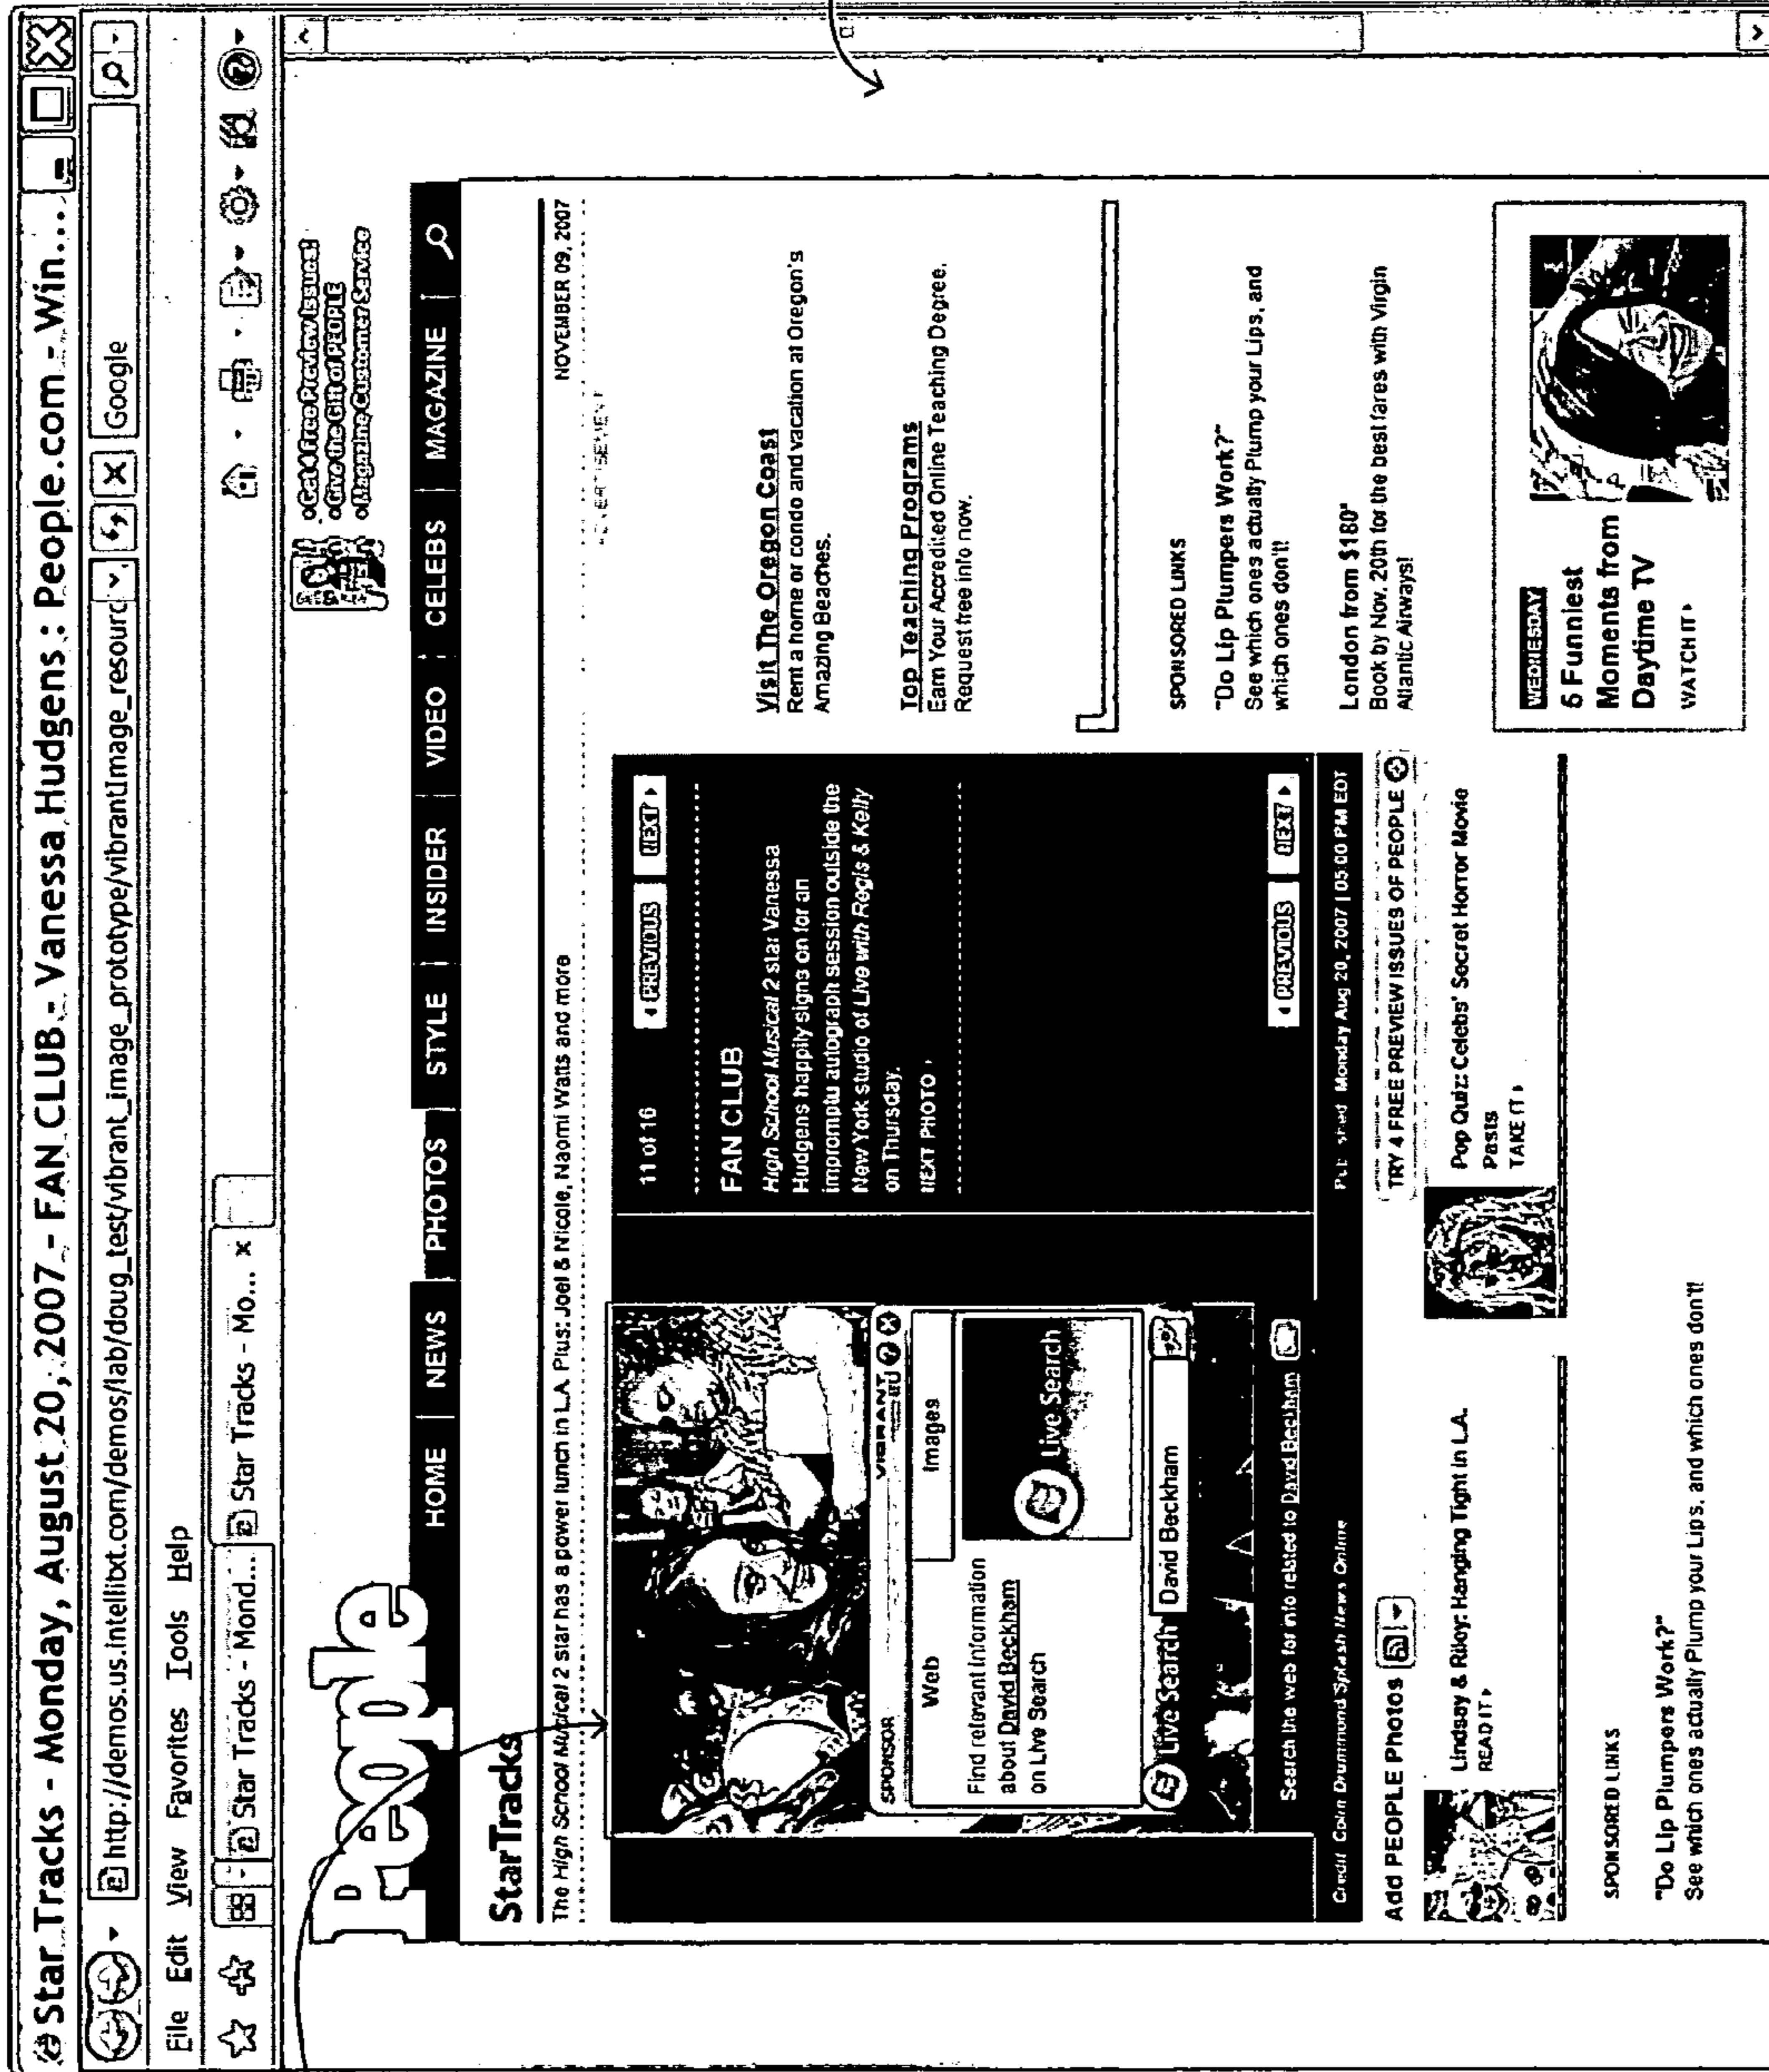 Star Tracks - Monday, August 20, 2007 - FAN CLUB - Vanessa Hudgens : People.com - Win...
http://demos.us.intellitxt.com/demos/lab/doug_test/vibrant_image_prototype/vibrantImage_resourc
Google
File Edit View Favorites Tools Help
Star Tracks - Mond...
Star Tracks - Mo...
People
Get 4 Free Preview Issues!
Give the Gift of PEOPLE
Magazine Customer Service
HOME NEWS PHOTOS STYLE INSIDER VIDEO CELEBS MAGAZINE
StarTracks
NOVEMBER 09, 2007
The High School Musical 2 star has a power lunch in L.A. Plus: Joel & Nicole, Naomi Watts and more
ADVERTISEMENT
SPONSOR
VIBRANT
Web
Images
Find relevant information
about David Beckham
on Live Search
Live Search
Live Search
David Beckham
Search the web for info related to David Beckham
Credit Colin Drummond Splash News Online
11 of 16
PREVIOUS
NEXT
FAN CLUB
High School Musical 2 star Vanessa
Hudgens happily signs on for an
impromptu autograph session outside the
New York studio of Live with Regis & Kelly
on Thursday.
NEXT PHOTO
PREVIOUS
NEXT
Published Monday Aug 20, 2007 | 05:00 PM EDT
Visit The Oregon Coast
Rent a home or condo and vacation at Oregon's
Amazing Beaches.
Top Teaching Programs
Earn Your Accredited Online Teaching Degree.
Request free info now.
SPONSORED LINKS
"Do Lip Plumpers Work?"
See which ones actually Plump your Lips, and
which ones don't!
London from $180*
Book by Nov. 20th for the best fares with Virgin
Atlantic Airways!
Add PEOPLE Photos
TRY 4 FREE PREVIEW ISSUES OF PEOPLE
Lindsay & Riley: Hanging Tight in L.A.
READ IT
Pop Quiz: Celebs' Secret Horror Movie
Pasts
TAKE IT
WEDNESDAY
5 Funniest
Moments from
Daytime TV
WATCH IT
SPONSORED LINKS
"Do Lip Plumpers Work?"
See which ones actually Plump your Lips, and which ones don't!